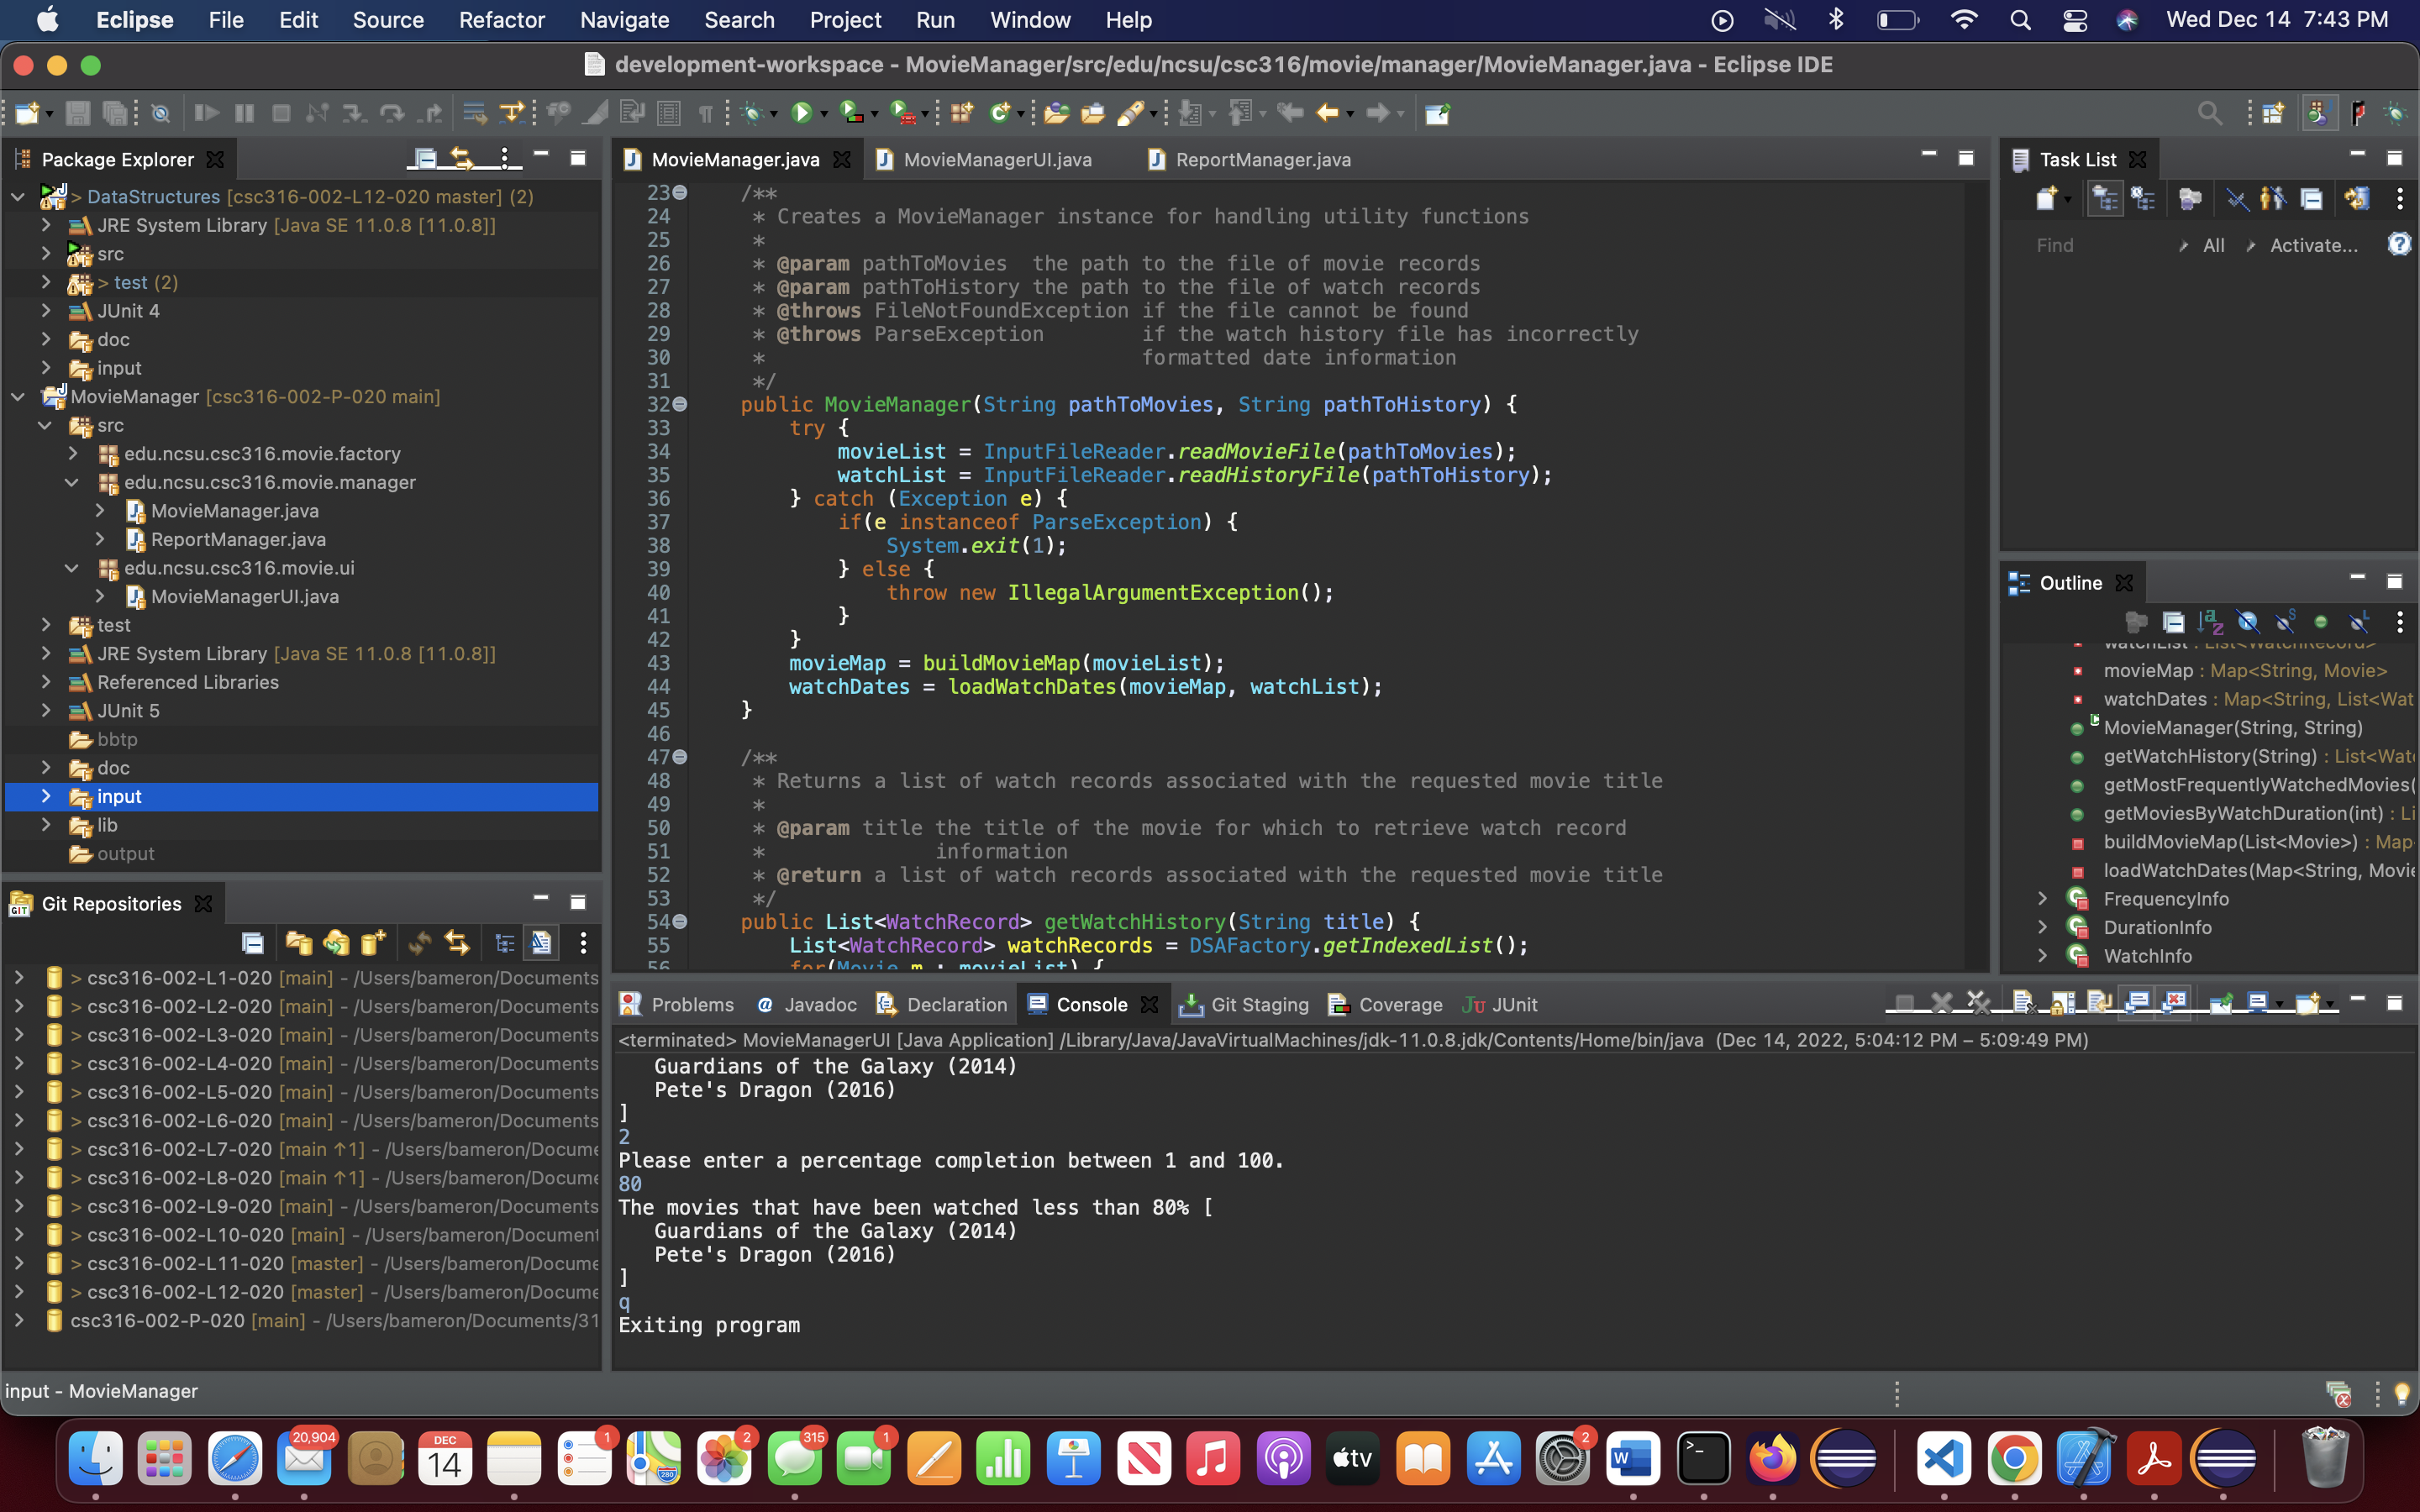 Eclipse File Edit Source Refactor Navigate Search Project Run Window Help Wed Dec 14 7:43 PM
development-workspace - MovieManager/src/edu/ncsu/csc316/movie/manager/MovieManager.java - Eclipse IDE
Package Explorer
> DataStructures [csc316-002-L12-020 master] (2)
JRE System Library [Java SE 11.0.8 [11.0.8]]
src
> test (2)
JUnit 4
doc
input
MovieManager [csc316-002-P-020 main]
src
edu.ncsu.csc316.movie.factory
edu.ncsu.csc316.movie.manager
MovieManager.java
ReportManager.java
edu.ncsu.csc316.movie.ui
MovieManagerUI.java
test
JRE System Library [Java SE 11.0.8 [11.0.8]]
Referenced Libraries
JUnit 5
bbtp
doc
input
lib
output
Git Repositories
> csc316-002-L1-020 [main] - /Users/bameron/Documents
> csc316-002-L2-020 [main] - /Users/bameron/Documents
> csc316-002-L3-020 [main] - /Users/bameron/Documents
> csc316-002-L4-020 [main] - /Users/bameron/Documents
> csc316-002-L5-020 [main] - /Users/bameron/Documents
> csc316-002-L6-020 [main] - /Users/bameron/Documents
> csc316-002-L7-020 [main ↑1] - /Users/bameron/Docume
> csc316-002-L8-020 [main ↑1] - /Users/bameron/Docume
> csc316-002-L9-020 [main] - /Users/bameron/Documents
> csc316-002-L10-020 [main] - /Users/bameron/Document
> csc316-002-L11-020 [master] - /Users/bameron/Docume
> csc316-002-L12-020 [master] - /Users/bameron/Docume
csc316-002-P-020 [main] - /Users/bameron/Documents/31
MovieManager.java MovieManagerUI.java ReportManager.java
23 /**
24 * Creates a MovieManager instance for handling utility functions
25 *
26 * @param pathToMovies the path to the file of movie records
27 * @param pathToHistory the path to the file of watch records
28 * @throws FileNotFoundException if the file cannot be found
29 * @throws ParseException if the watch history file has incorrectly
30 * formatted date information
31 */
32 public MovieManager(String pathToMovies, String pathToHistory) {
33 try {
34 movieList = InputFileReader.readMovieFile(pathToMovies);
35 watchList = InputFileReader.readHistoryFile(pathToHistory);
36 } catch (Exception e) {
37 if(e instanceof ParseException) {
38 System.exit(1);
39 } else {
40 throw new IllegalArgumentException();
41 }
42 }
43 movieMap = buildMovieMap(movieList);
44 watchDates = loadWatchDates(movieMap, watchList);
45 }
46
47 /**
48 * Returns a list of watch records associated with the requested movie title
49 *
50 * @param title the title of the movie for which to retrieve watch record
51 * information
52 * @return a list of watch records associated with the requested movie title
53 */
54 public List<WatchRecord> getWatchHistory(String title) {
55 List<WatchRecord> watchRecords = DSAFactory.getIndexedList();
56 for(Movie m : movieList) {
Task List
Find All Activate...
Outline
watchList : List<WatchRecord>
movieMap : Map<String, Movie>
watchDates : Map<String, List<Wat
MovieManager(String, String)
getWatchHistory(String) : List<Wat
getMostFrequentlyWatchedMovies(
getMoviesByWatchDuration(int) : Li
buildMovieMap(List<Movie>) : Map
loadWatchDates(Map<String, Movie
FrequencyInfo
DurationInfo
WatchInfo
Problems Javadoc Declaration Console Git Staging Coverage JUnit
<terminated> MovieManagerUI [Java Application] /Library/Java/JavaVirtualMachines/jdk-11.0.8.jdk/Contents/Home/bin/java (Dec 14, 2022, 5:04:12 PM – 5:09:49 PM)
Guardians of the Galaxy (2014)
Pete's Dragon (2016)
]
2
Please enter a percentage completion between 1 and 100.
80
The movies that have been watched less than 80% [
Guardians of the Galaxy (2014)
Pete's Dragon (2016)
]
q
Exiting program
input - MovieManager
20,904 DEC 14 1 280 2 315 1 tv 2